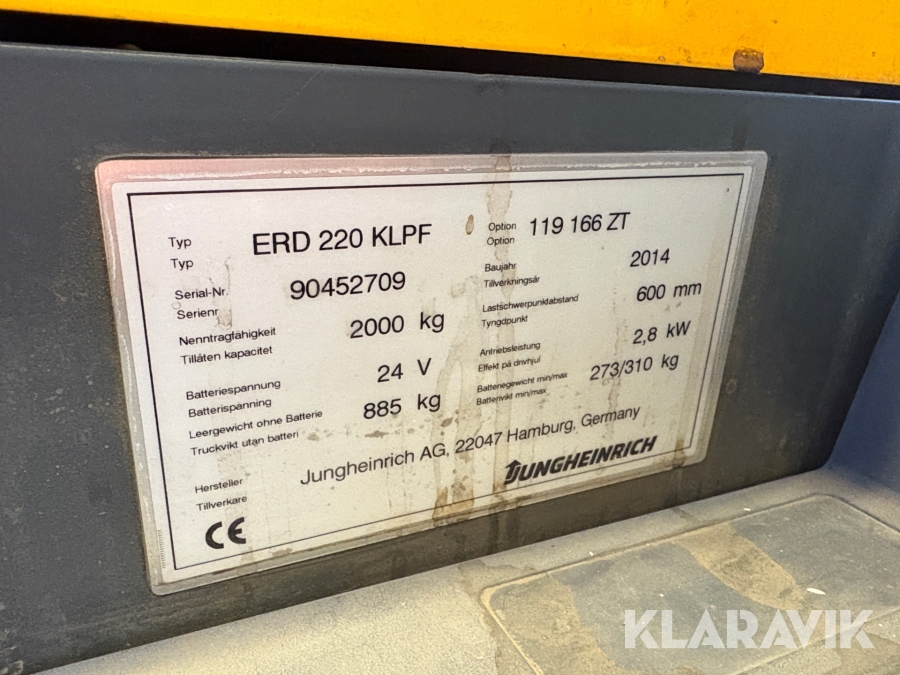 Typ
Typ
ERD 220 KLPF
Option
Option
119 166 ZT
Serial-Nr.
Serienr
90452709
Baujahr
Tillverkningsår
2014
Nenntragfähigkeit
Tillåten kapacitet
2000 kg
Lastschwerpunktabstand
Tyngdpunkt
600 mm
Batteriespannung
Batterispänning
24 V
Antriebsleistung
Effekt på drivhjul
2,8 kW
Leergewicht ohne Batterie
Truckvikt utan batteri
885 kg
Batteriegewicht min/max
Batterivikt min/max
273/310 kg
Hersteller
Tillverkare
Jungheinrich AG, 22047 Hamburg, Germany
JUNGHEINRICH
CE
KLARAVIK